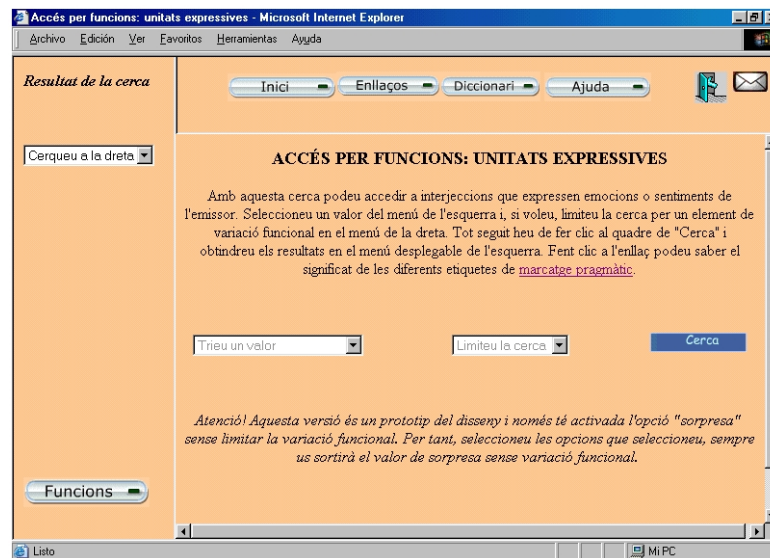 Accés per funcions: unitats expressives - Microsoft Internet Explorer
Archivo Edición Ver Favoritos Herramientas Ayuda
Resultat de la cerca
Inici Enllaços Diccionari Ajuda
Cerqueu a la dreta
ACCÉS PER FUNCIONS: UNITATS EXPRESSIVES
Amb aquesta cerca podeu accedir a interjeccions que expressen emocions o sentiments de
l'emissor. Seleccioneu un valor del menú de l'esquerra i, si voleu, limiteu la cerca per un element de
variació funcional en el menú de la dreta. Tot seguit heu de fer clic al quadre de "Cerca" i
obtindreu els resultats en el menú desplegable de l'esquerra. Fent clic a l'enllaç podeu saber el
significat de les diferents etiquetes de marcatge pragmàtic.
Trieu un valor Limiteu la cerca Cerca
Atenció! Aquesta versió és un prototip del disseny i només té activada l'opció "sorpresa"
sense limitar la variació funcional. Per tant, seleccioneu les opcions que seleccioneu, sempre
us sortirà el valor de sorpresa sense variació funcional.
Funcions
Listo Mi PC